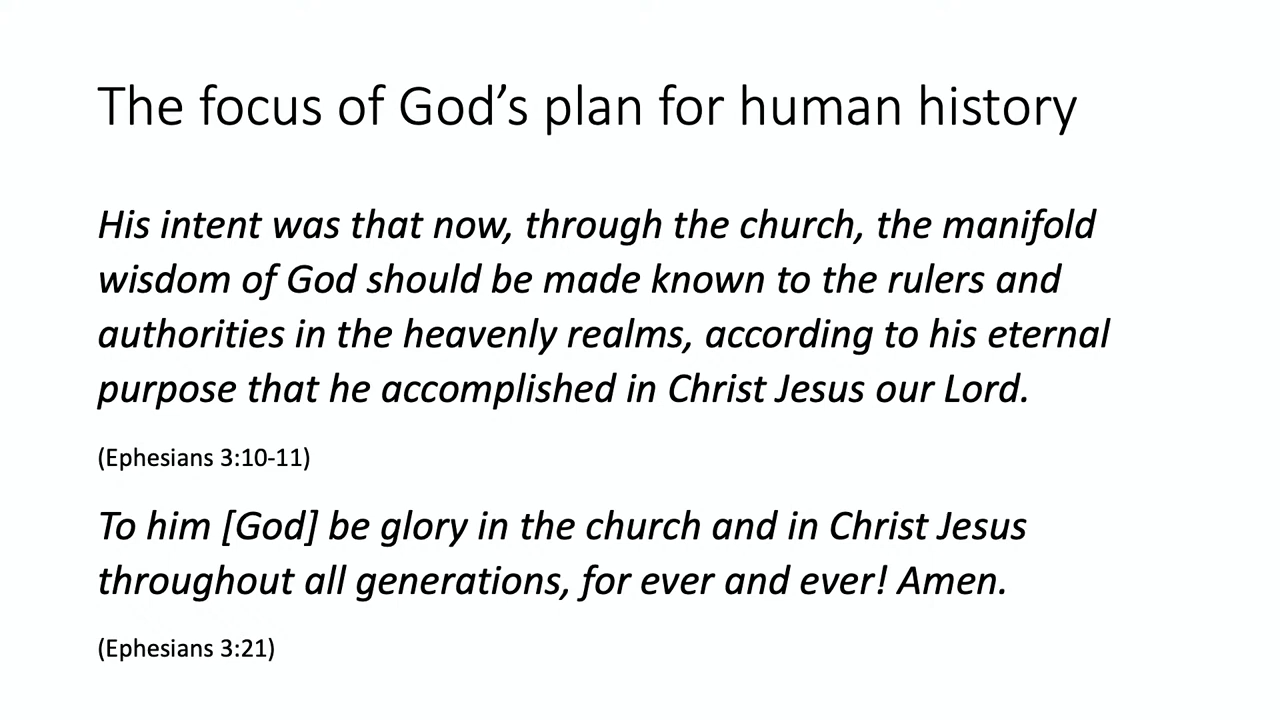 The focus of God’s plan for human history
His intent was that now, through the church, the manifold
wisdom of God should be made known to the rulers and
authorities in the heavenly realms, according to his eternal
purpose that he accomplished in Christ Jesus our Lord.
(Ephesians 3:10-11)
To him [God] be glory in the church and in Christ Jesus
throughout all generations, for ever and ever! Amen.
(Ephesians 3:21)